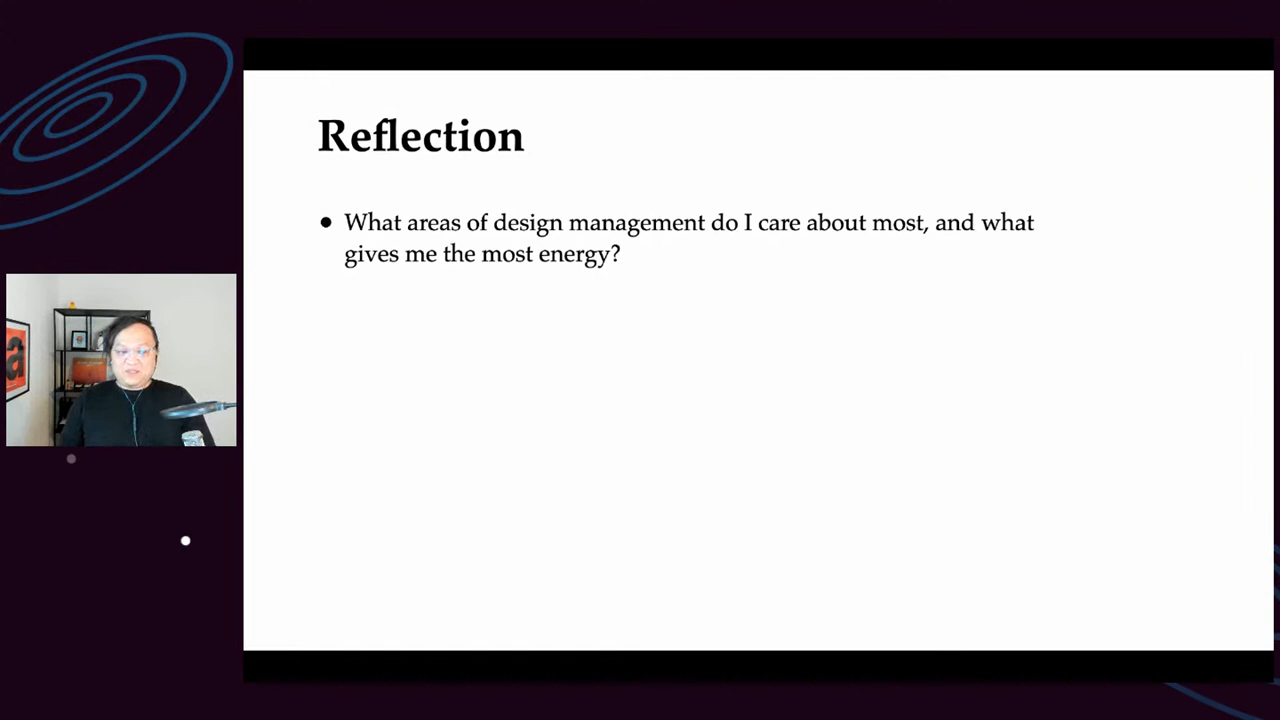 Reflection
• What areas of design management do I care about most, and what
gives me the most energy?
a